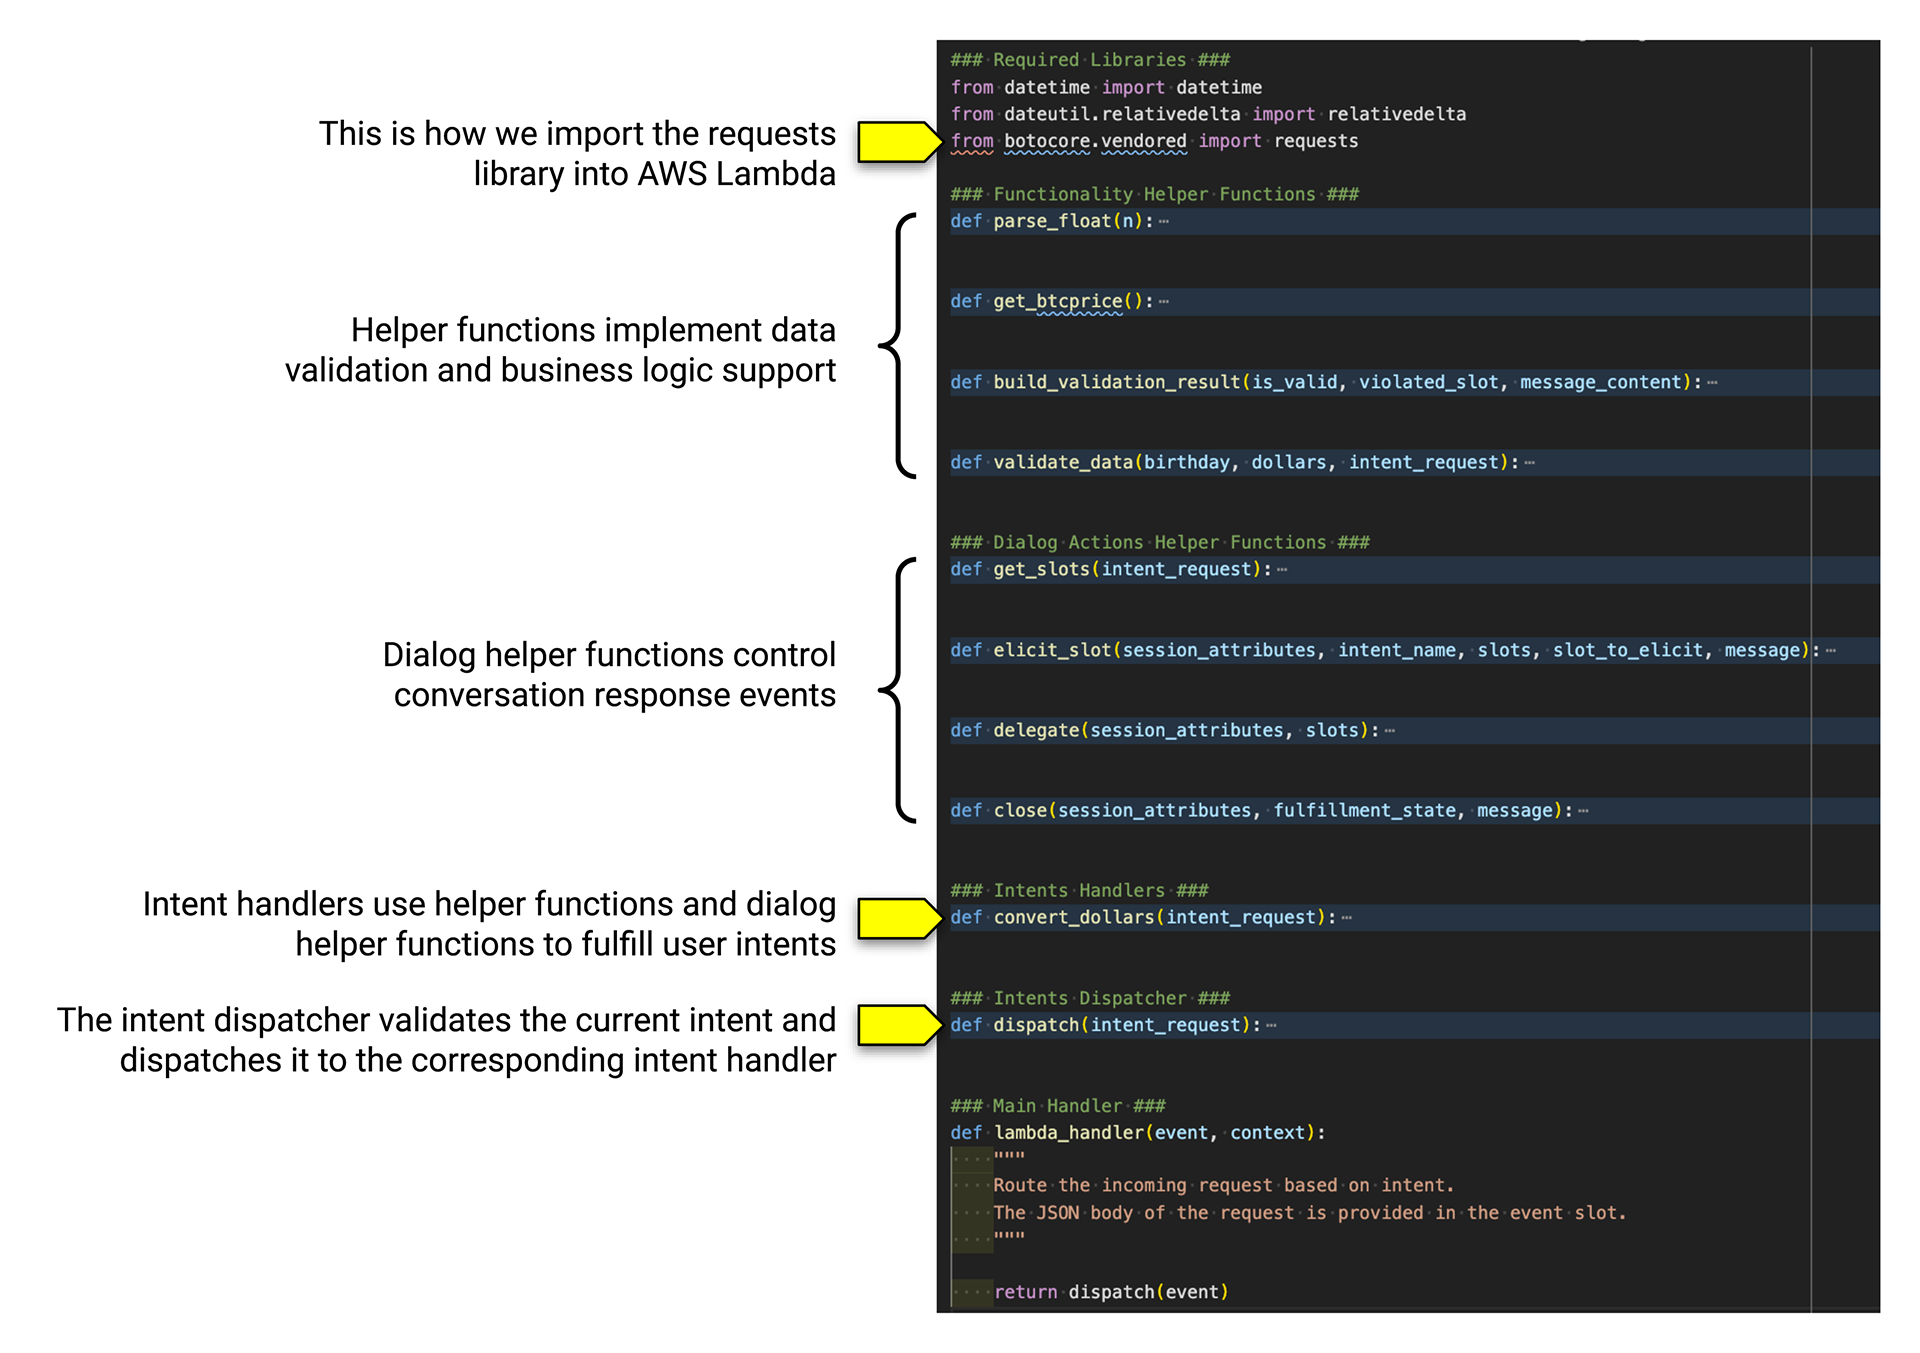 This is how we import the requests
library into AWS Lambda
Helper functions implement data
validation and business logic support
Dialog helper functions control
conversation response events
Intent handlers use helper functions and dialog
helper functions to fulfill user intents
The intent dispatcher validates the current intent and
dispatches it to the corresponding intent handler
### Required Libraries ###
from datetime import datetime
from dateutil.relativedelta import relativedelta
from botocore.vendored import requests
### Functionality Helper Functions ###
def parse_float(n):…
def get_btcprice():…
def build_validation_result(is_valid, violated_slot, message_content):…
def validate_data(birthday, dollars, intent_request):…
### Dialog Actions Helper Functions ###
def get_slots(intent_request):…
def elicit_slot(session_attributes, intent_name, slots, slot_to_elicit, message):…
def delegate(session_attributes, slots):…
def close(session_attributes, fulfillment_state, message):…
### Intents Handlers ###
def convert_dollars(intent_request):…
### Intents Dispatcher ###
def dispatch(intent_request):…
### Main Handler ###
def lambda_handler(event, context):
    """
    Route the incoming request based on intent.
    The JSON body of the request is provided in the event slot.
    """
    return dispatch(event)